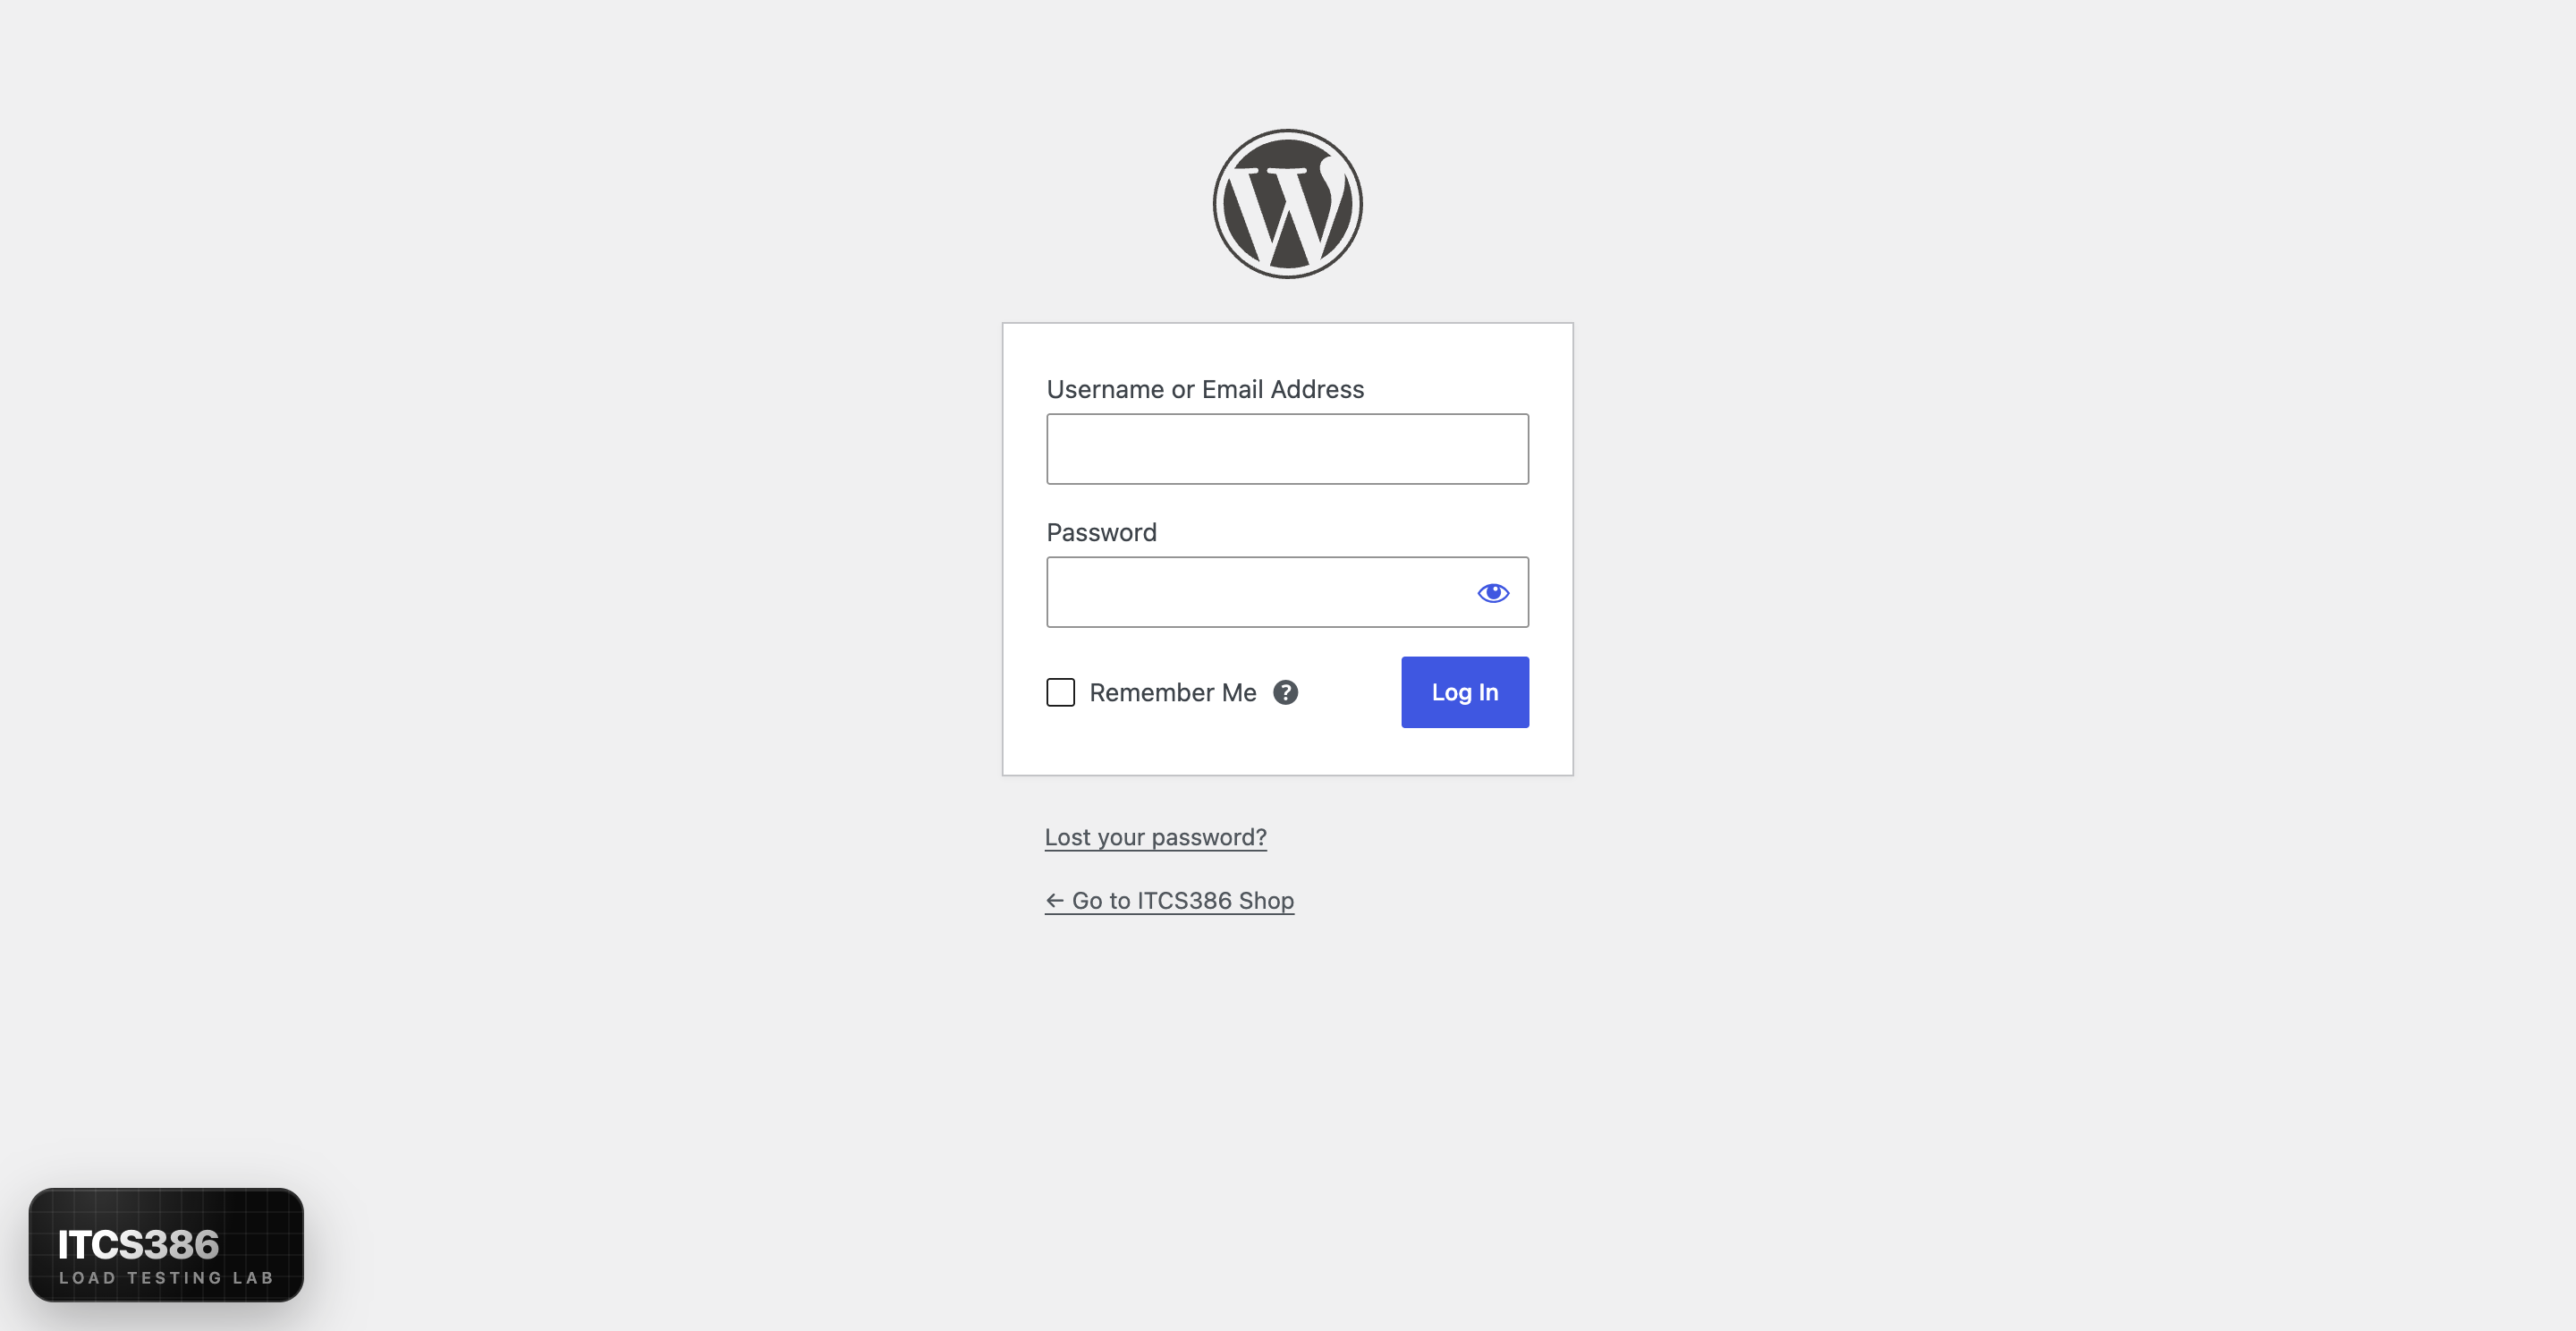 Username or Email Address
Password
Remember Me
Log In
Lost your password?
← Go to ITCS386 Shop
ITCS386
LOAD TESTING LAB